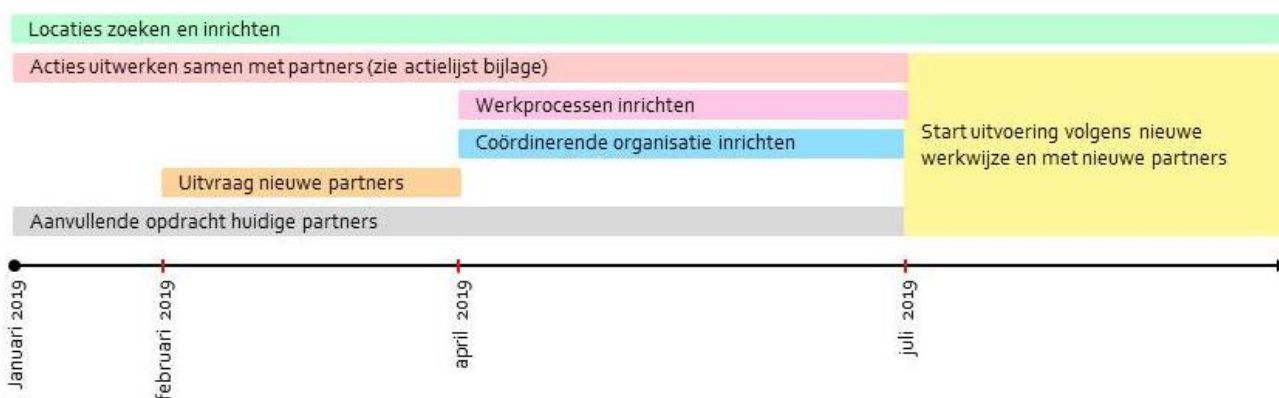 Locaties zoeken en inrichten
Acties uitwerken samen met partners (zie actielijst bijlage)
Werkprocessen inrichten
Coördinerende organisatie inrichten
Start uitvoering volgens nieuwe
werkwijze en met nieuwe partners
Uitvraag nieuwe partners
Aanvullende opdracht huidige partners
Januari 2019
februari 2019
april 2019
juli 2019